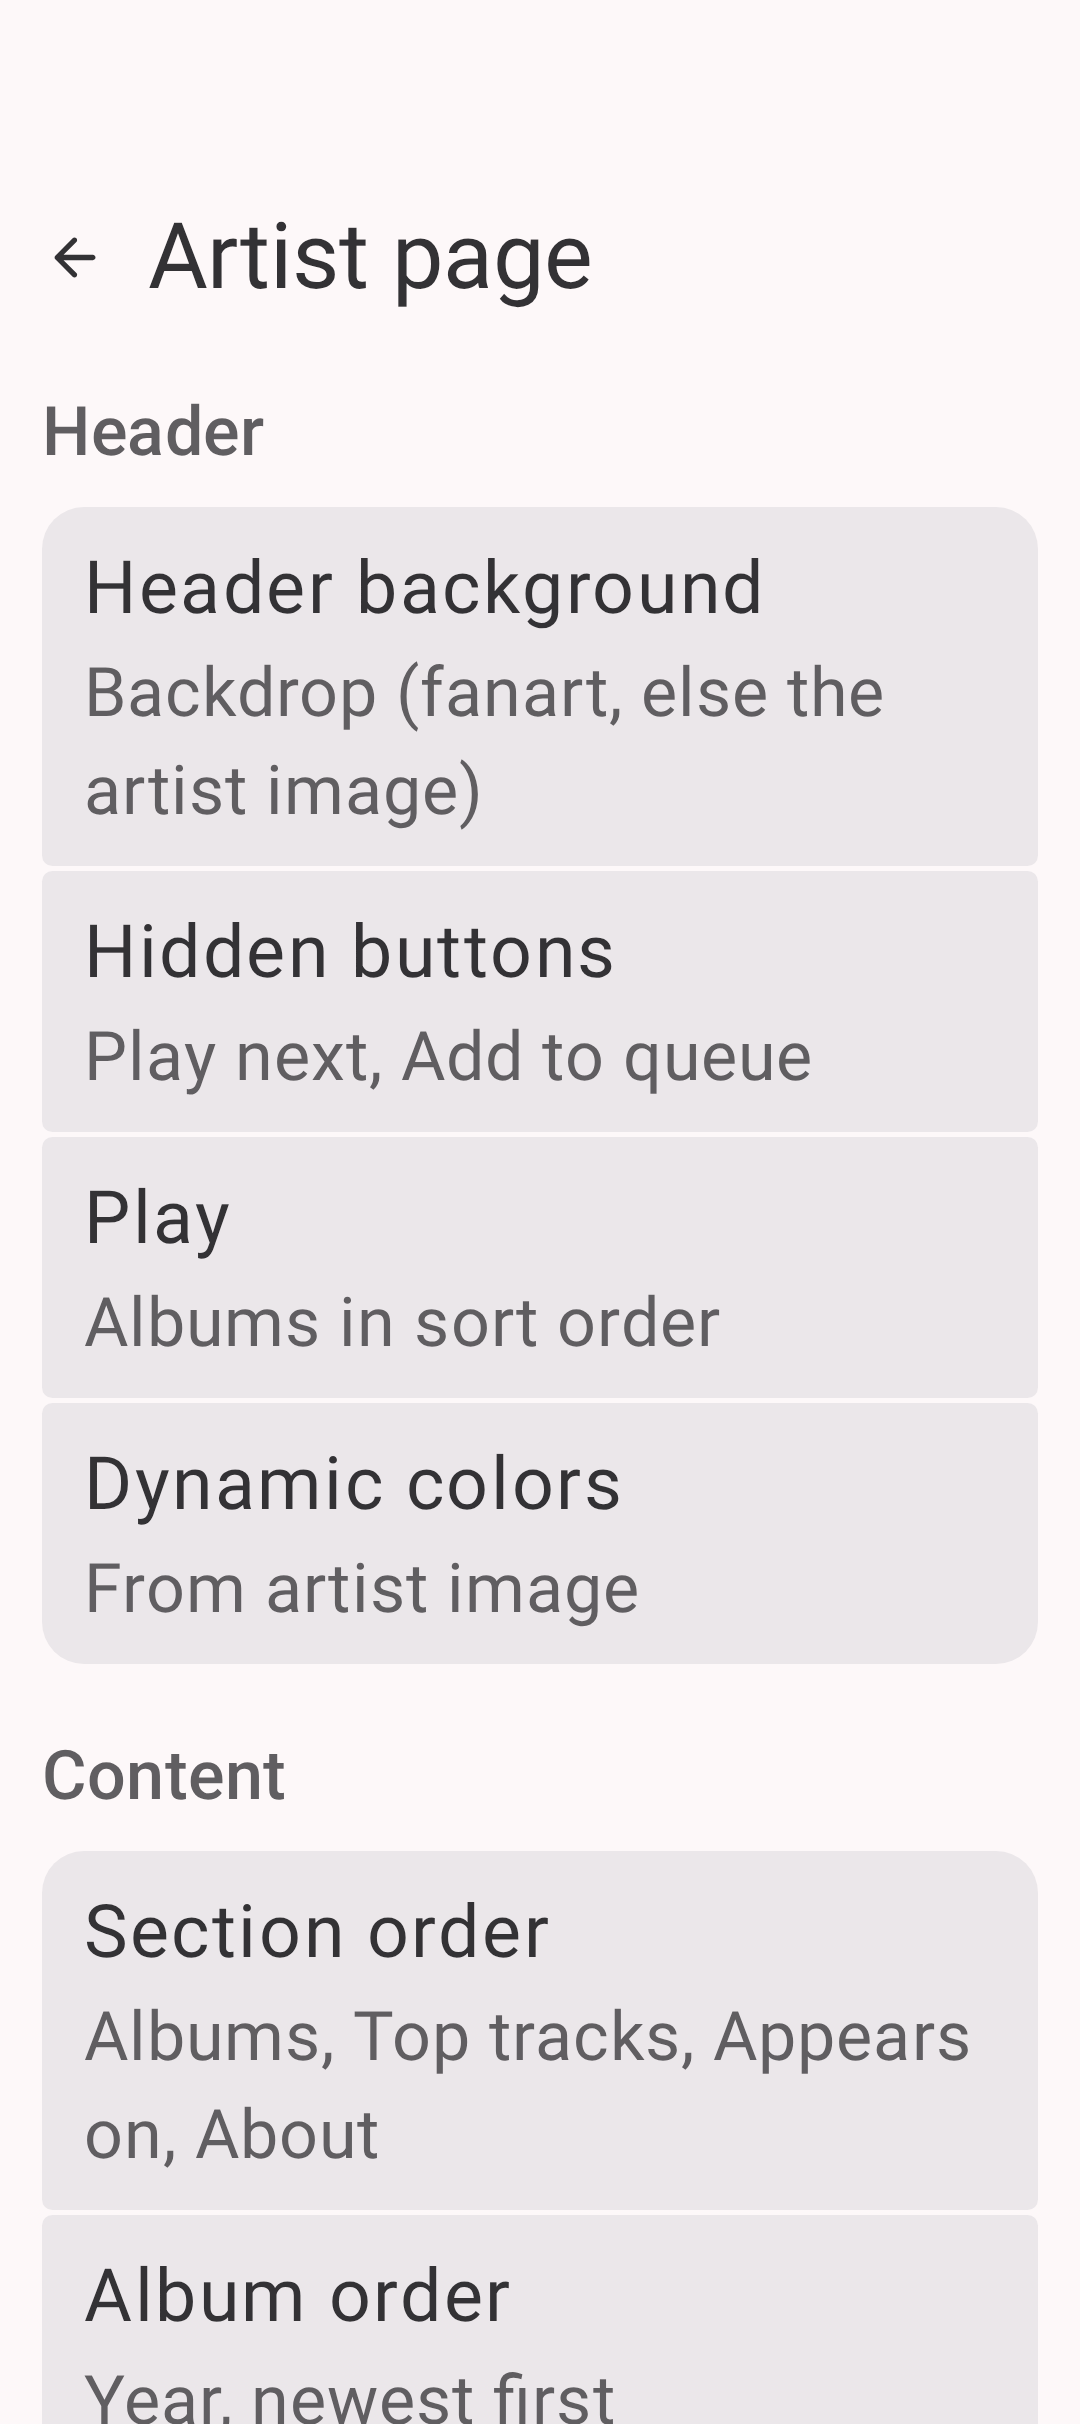 Artist page
Header
Header background
Backdrop (fanart, else the
artist image)
Hidden buttons
Play next, Add to queue
Play
Albums in sort order
Dynamic colors
From artist image
Content
Section order
Albums, Top tracks, Appears
on, About
Album order
Year, newest first